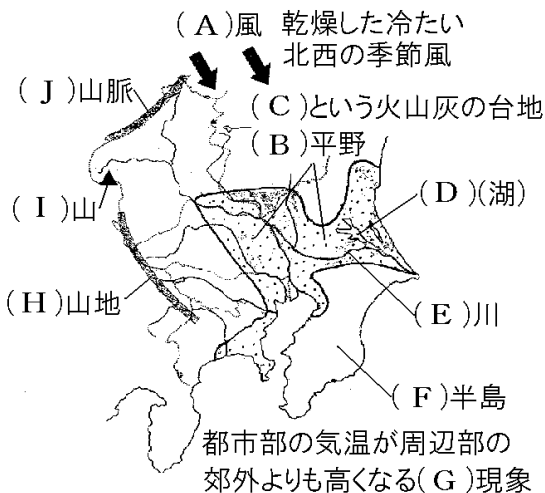 (A)風 乾燥した冷たい
北西の季節風
(J)山脈
(C)という火山灰の台地
(B)平野
(D)(湖)
(I)山
(H)山地
(E)川
(F)半島
都市部の気温が周辺部の
郊外よりも高くなる(G)現象